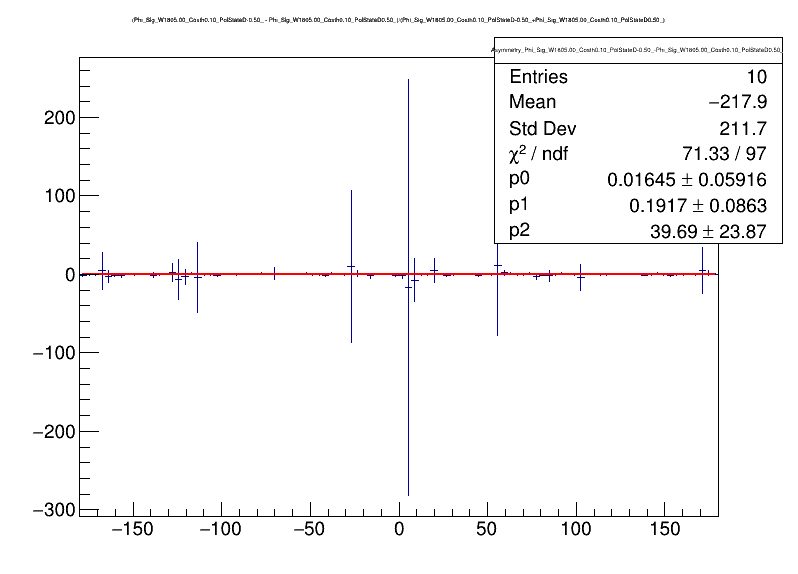 (Phi_Sig_W1805.00_Costh0.10_PolStateD-0.50_ - Phi_Sig_W1805.00_Costh0.10_PolStateD0.50_)/(Phi_Sig_W1805.00_Costh0.10_PolStateD-0.50_+Phi_Sig_W1805.00_Costh0.10_PolStateD0.50_)
Asymmetry_Phi_Sig_W1805.00_Costh0.10_PolStateD-0.50_-Phi_Sig_W1805.00_Costh0.10_PolStateD0.50_
Entries 10
Mean −217.9
Std Dev 211.7
χ² / ndf 71.33 / 97
p0 0.01645 ± 0.05916
p1 0.1917 ± 0.0863
p2 39.69 ± 23.87
200
100
0
−100
−200
−300
−150 −100 −50 0 50 100 150